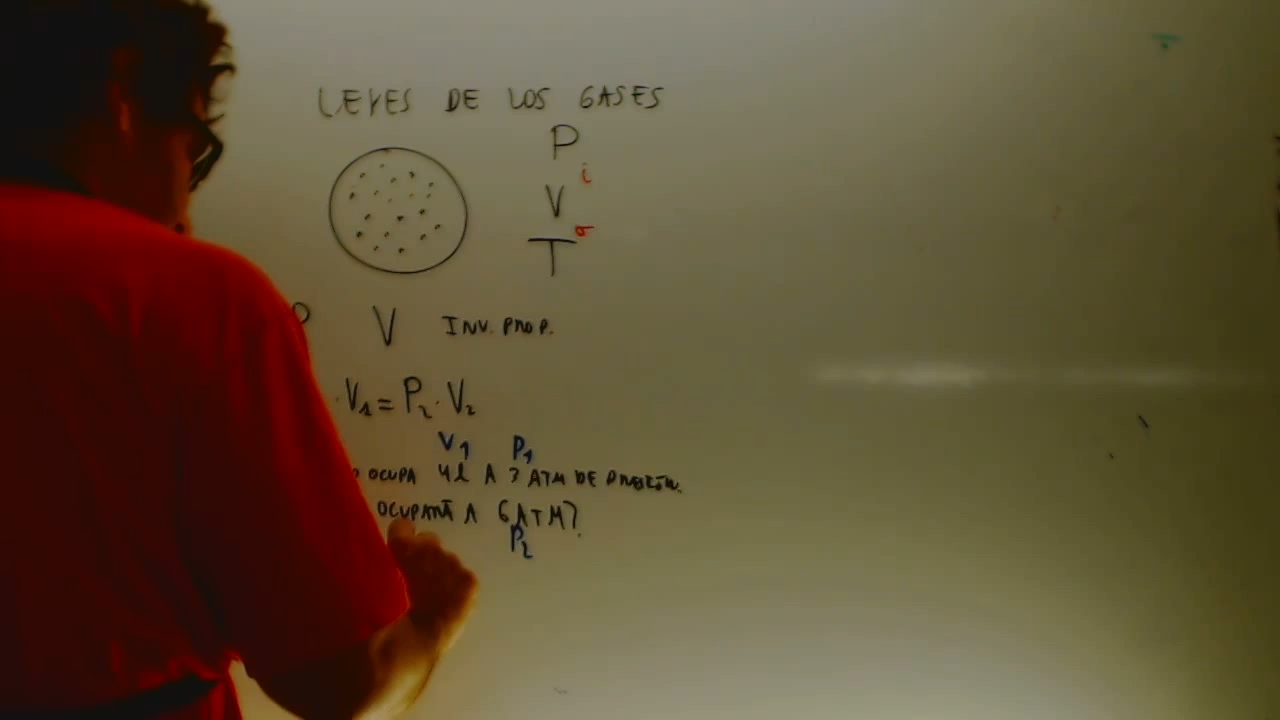 LEYES DE LOS GASES
P
i
V
σ
T
P V INV. PROP.
· V₁ = P₂ · V₂
V₁ P₁
OCUPA 4l A 3 ATM DE PRESIÓN.
OCUPARÁ A 6 ATM?
P₂